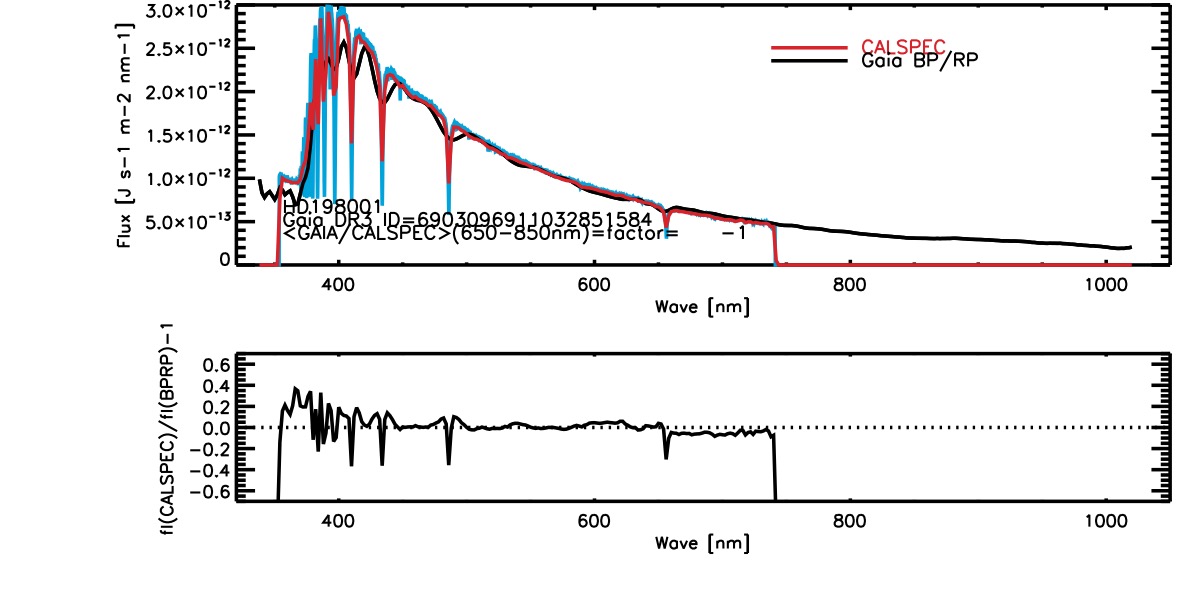 3.0×10−12
2.5×10−12
2.0×10−12
1.5×10−12
1.0×10−12
5.0×10−13
0
Flux [J s−1 m−2 nm−1]
CALSPEC
Gaia BP/RP
HD198001
Gaia DR3 ID=6903096911032851584
<GAIA/CALSPEC>(650−850nm)=factor= −1
400 600 800 1000
Wave [nm]
fl(CALSPEC)/fl(BPRP)−1
0.6
0.4
0.2
0.0
−0.2
−0.4
−0.6
400 600 800 1000
Wave [nm]